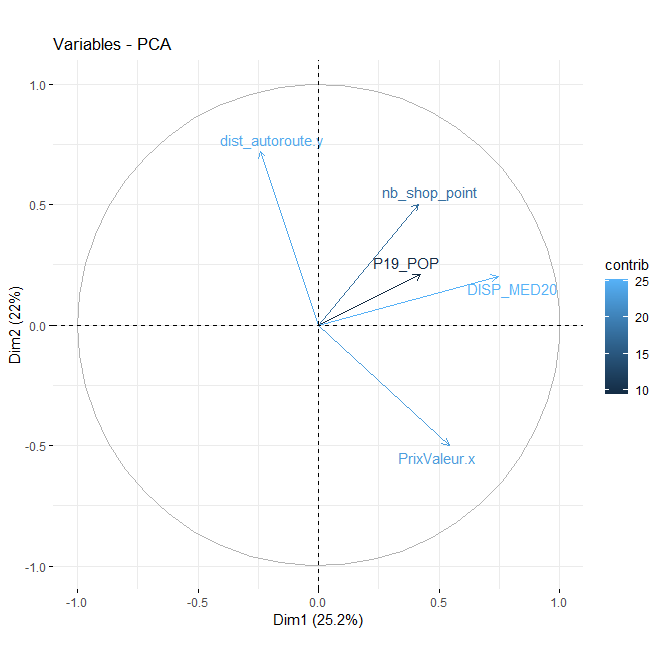 Variables - PCA
1.0
0.5
0.0
-0.5
-1.0
Dim2 (22%)
dist_autoroute.y
nb_shop_point
P19_POP
DISP_MED20
PrixValeur.x
-1.0
-0.5
0.0
0.5
1.0
Dim1 (25.2%)
contrib
25
20
15
10